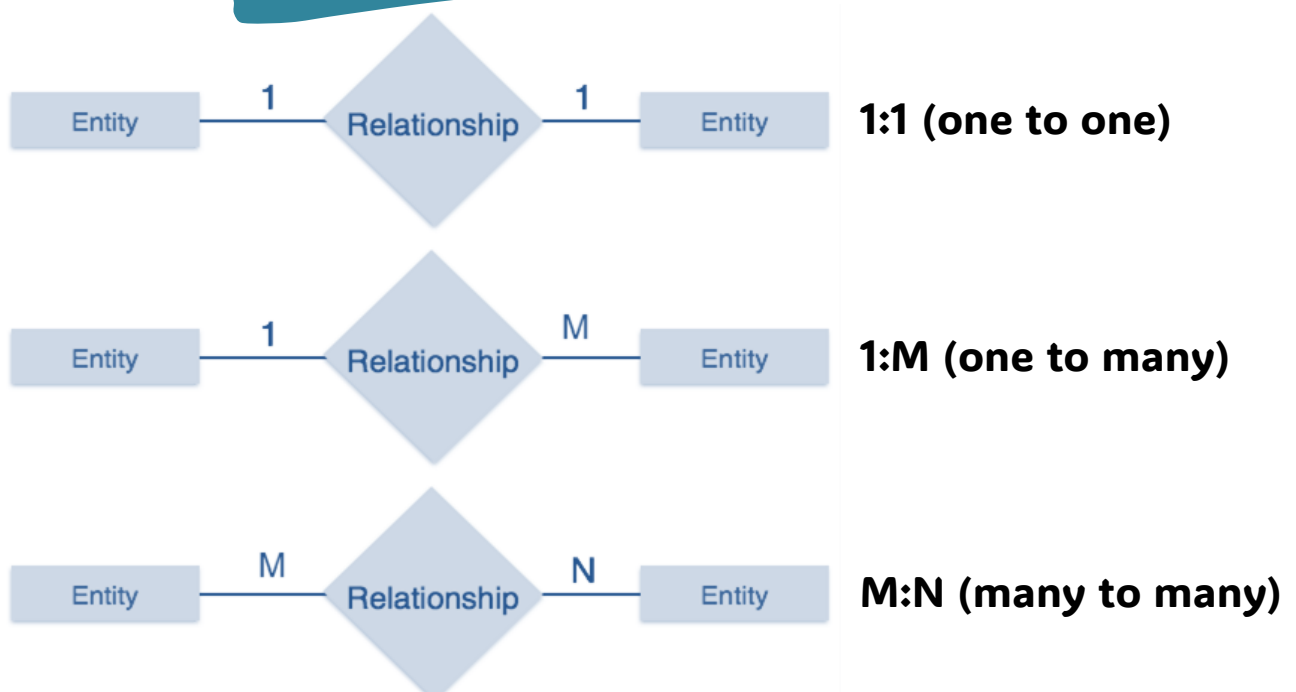 Entity 1 Relationship 1 Entity 1:1 (one to one)
Entity 1 Relationship M Entity 1:M (one to many)
Entity M Relationship N Entity M:N (many to many)